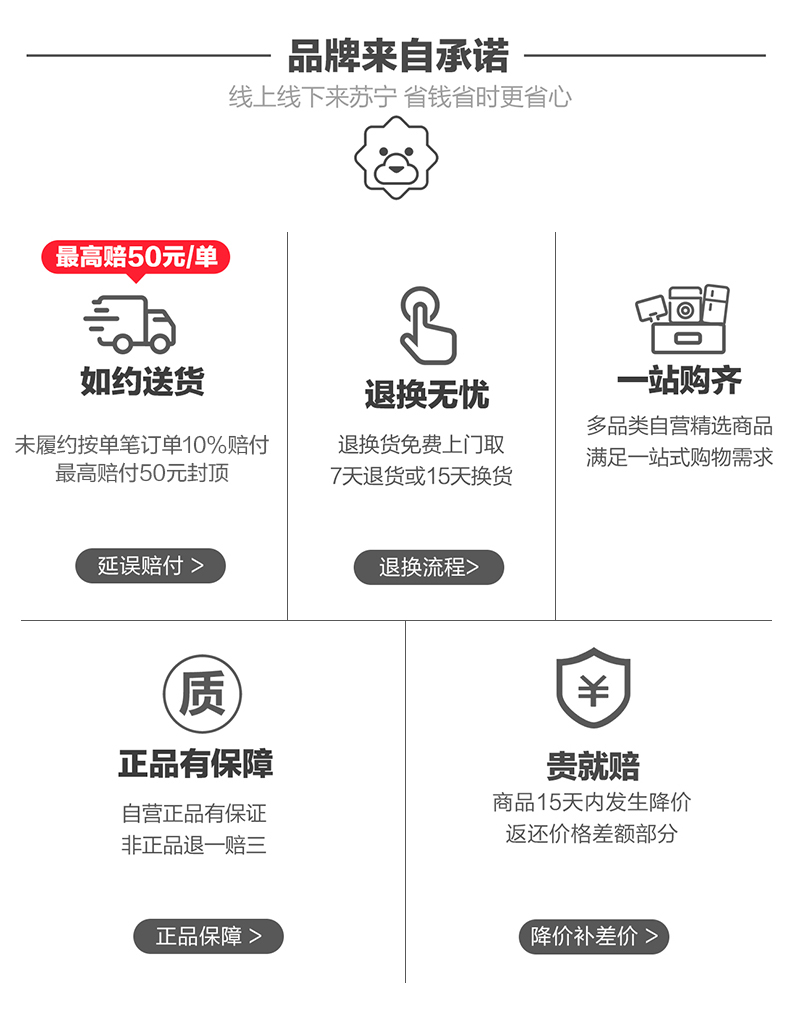 品牌来自承诺
线上线下来苏宁 省钱省时更省心
最高赔50元/单
如约送货
未履约按单笔订单10%赔付
最高赔付50元封顶
延误赔付 >
退换无忧
退换货免费上门取
7天退货或15天换货
退换流程>
一站购齐
多品类自营精选商品
满足一站式购物需求
质
正品有保障
自营正品有保证
非正品退一赔三
正品保障 >
¥
贵就赔
商品15天内发生降价
返还价格差额部分
降价补差价 >